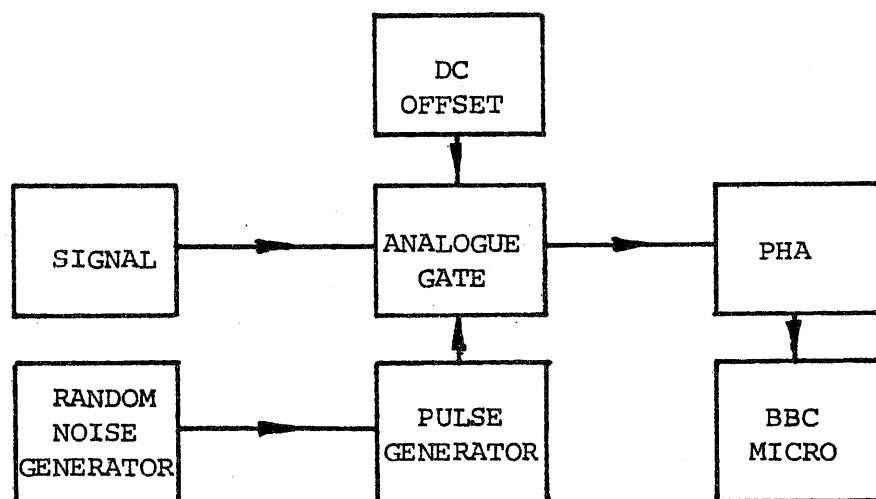 DC
OFFSET
SIGNAL
ANALOGUE
GATE
PHA
RANDOM
NOISE
GENERATOR
PULSE
GENERATOR
BBC
MICRO